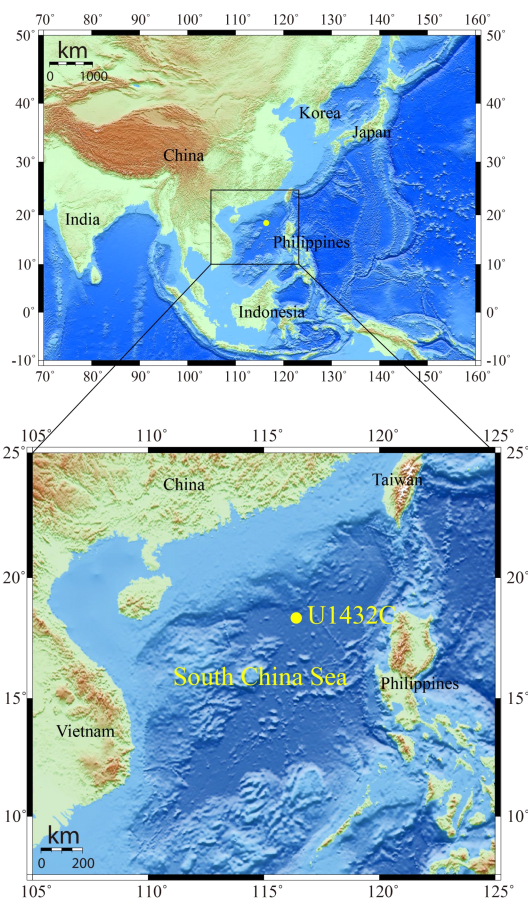 70° 80° 90° 100° 110° 120° 130° 140° 150° 160°
50° 50°
km
0 1000
40° 40°
Korea
Japan
30° 30°
China
20° 20°
India
Philippines
10° 10°
0° 0°
Indonesia
-10° -10°
70° 80° 90° 100° 110° 120° 130° 140° 150° 160°
105° 110° 115° 120° 125°
25° 25°
China
Taiwan
20° 20°
U1432C
South China Sea
Philippines
15° 15°
Vietnam
10° 10°
km
0 200
105° 110° 115° 120° 125°